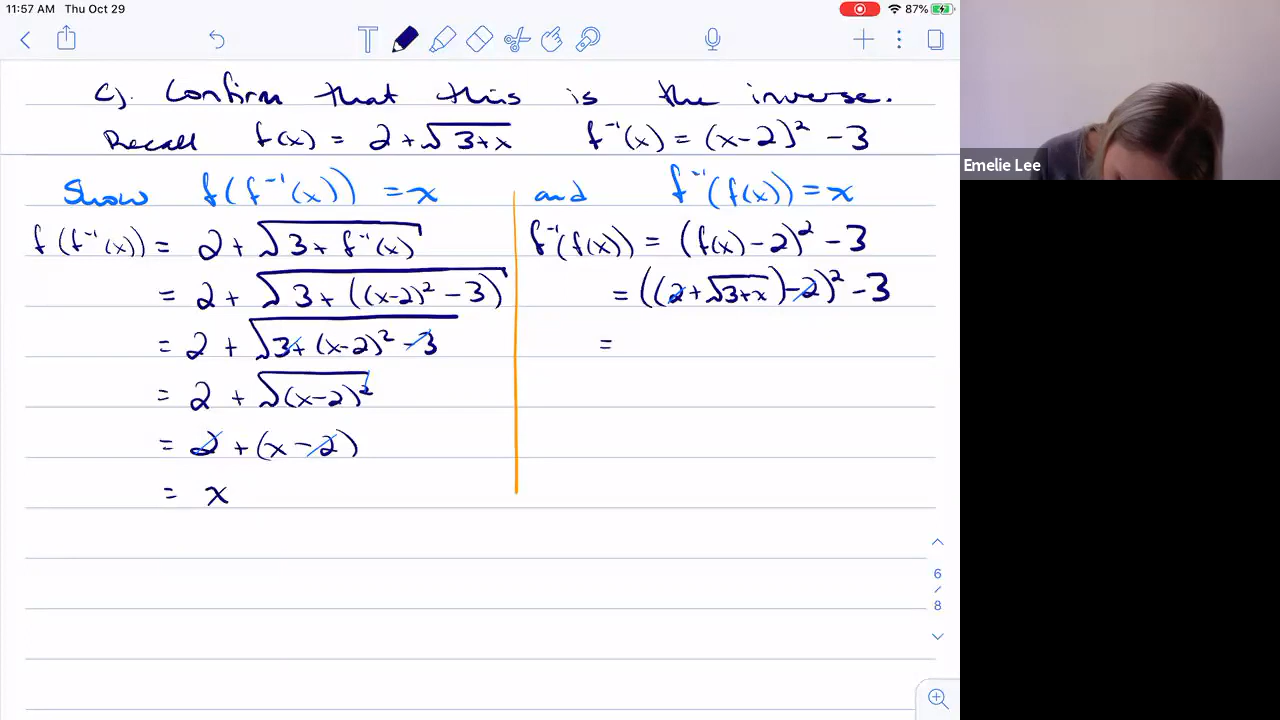 11:57 AM Thu Oct 29
87%
T
C). Confirm that this is the inverse.
Recall f(x) = 2 + √(3+x) f⁻¹(x) = (x-2)² - 3
Show f(f⁻¹(x)) = x and f⁻¹(f(x)) = x
f(f⁻¹(x)) = 2 + √(3 + f⁻¹(x))
= 2 + √(3 + ((x-2)² - 3))
= 2 + √(3 + (x-2)² - 3)
= 2 + √((x-2)²)
= 2 + (x - 2)
= x
f⁻¹(f(x)) = (f(x) - 2)² - 3
= ((2 + √(3+x)) - 2)² - 3
=
6
/
8
Emelie Lee